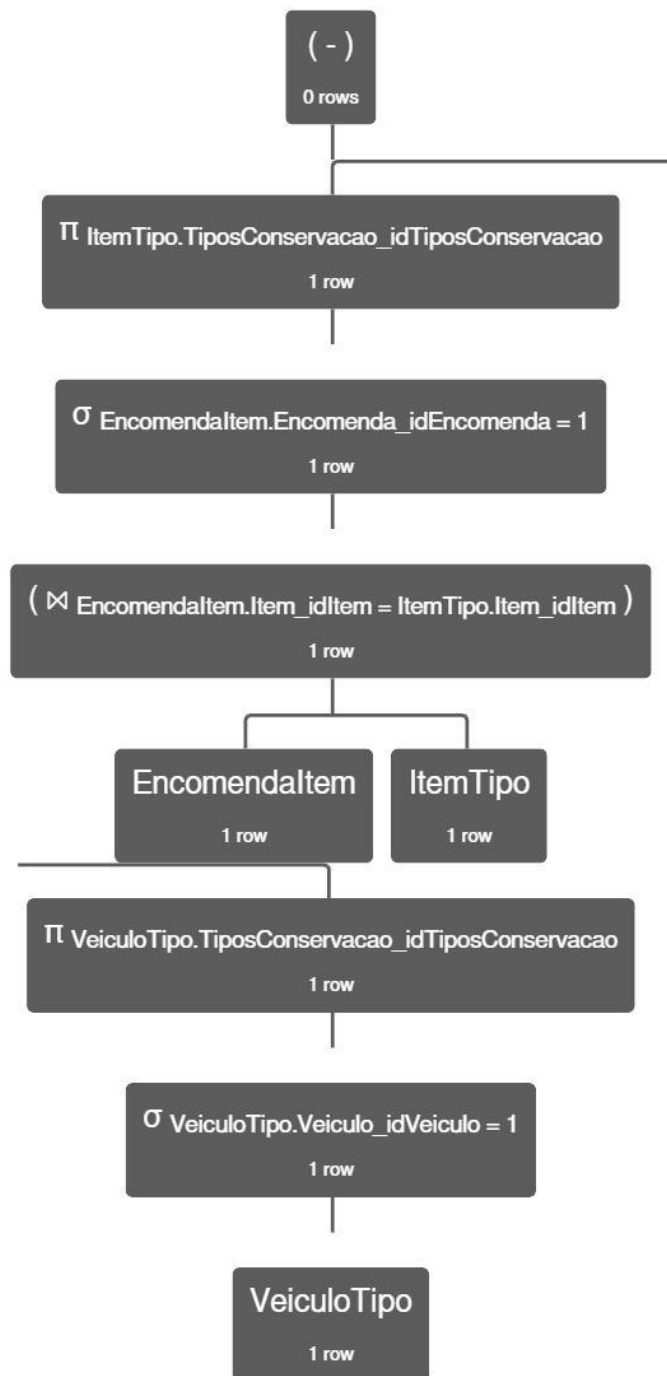 ( - )
0 rows
π ItemTipo.TiposConservacao_idTiposConservacao
1 row
σ EncomendaItem.Encomenda_idEncomenda = 1
1 row
( ⋈ EncomendaItem.Item_idItem = ItemTipo.Item_idItem )
1 row
EncomendaItem
1 row
ItemTipo
1 row
π VeiculoTipo.TiposConservacao_idTiposConservacao
1 row
σ VeiculoTipo.Veiculo_idVeiculo = 1
1 row
VeiculoTipo
1 row